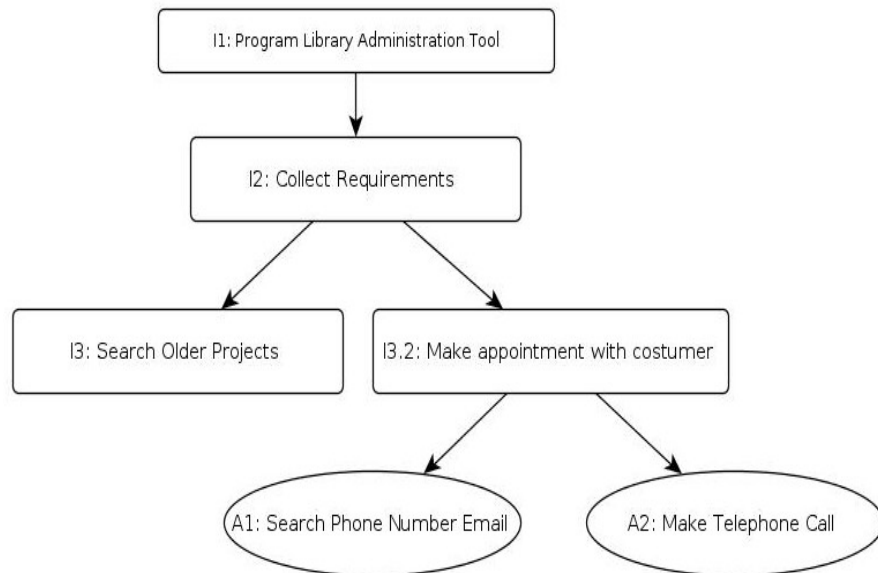 I1: Program Library Administration Tool
I2: Collect Requirements
I3: Search Older Projects
I3.2: Make appointment with costumer
A1: Search Phone Number Email
A2: Make Telephone Call